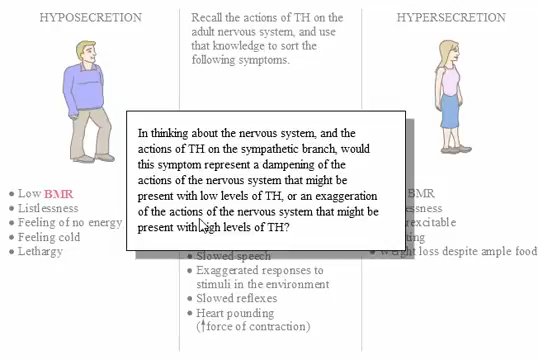 HYPOSECRETION
Recall the actions of TH on the
adult nervous system, and use
that knowledge to sort the
following symptoms.
HYPERSECRETION
In thinking about the nervous system, and the
actions of TH on the sympathetic branch, would
this symptom represent a dampening of the
actions of the nervous system that might be
present with low levels of TH, or an exaggeration
of the actions of the nervous system that might be
present with high levels of TH?
● Low BMR
● Listlessness
● Feeling of no energy
● Feeling cold
● Lethargy
● Slowed speech
● Exaggerated responses to
stimuli in the environment
● Slowed reflexes
● Heart pounding
(↑force of contraction)
BMR
weight loss despite ample food